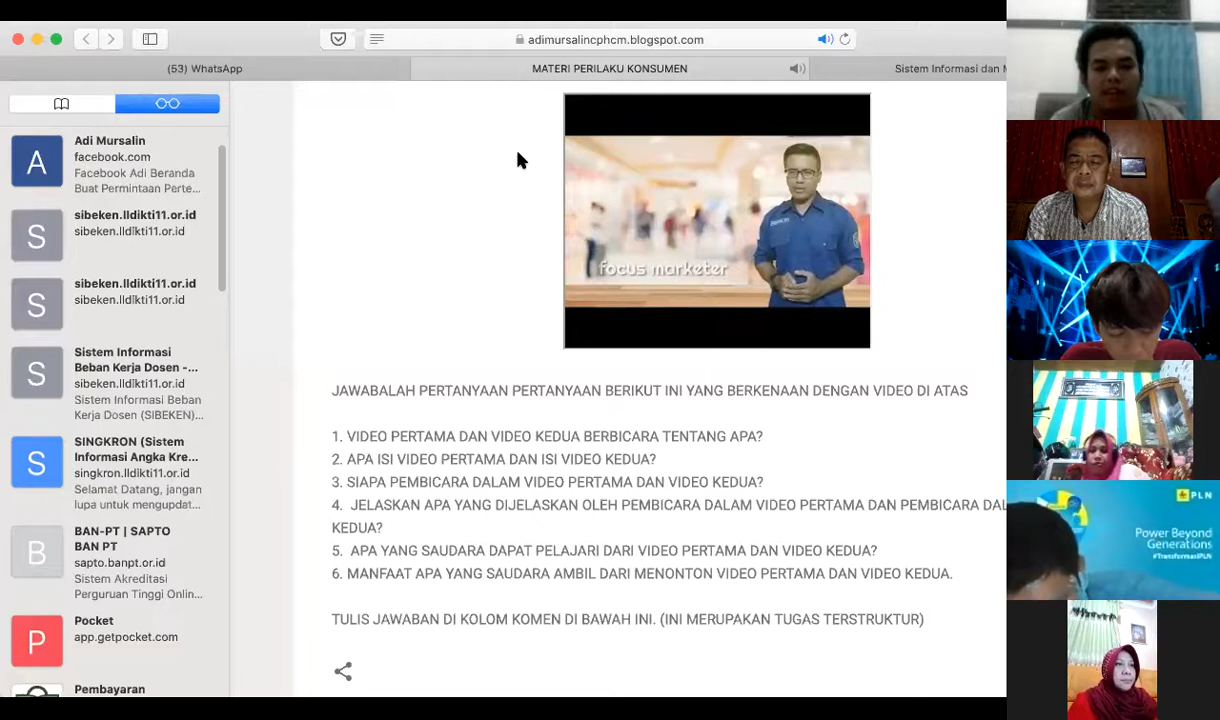 adimursalincphcm.blogspot.com
(53) WhatsApp
MATERI PERILAKU KONSUMEN
Sistem Informasi dan M
A
Adi Mursalin
facebook.com
Facebook Adi Beranda
Buat Permintaan Perte...
S
sibeken.lldikti11.or.id
sibeken.lldikti11.or.id
S
sibeken.lldikti11.or.id
sibeken.lldikti11.or.id
S
Sistem Informasi
Beban Kerja Dosen -...
sibeken.lldikti11.or.id
Sistem Informasi Beban
Kerja Dosen (SIBEKEN)...
S
SINGKRON (Sistem
Informasi Angka Kre...
singkron.lldikti11.or.id
Selamat Datang, jangan
lupa untuk mengupdat...
B
BAN-PT | SAPTO
BAN PT
sapto.banpt.or.id
Sistem Akreditasi
Perguruan Tinggi Onlin...
P
Pocket
app.getpocket.com
Pembayaran
focus marketer
JAWABALAH PERTANYAAN PERTANYAAN BERIKUT INI YANG BERKENAAN DENGAN VIDEO DI ATAS
1. VIDEO PERTAMA DAN VIDEO KEDUA BERBICARA TENTANG APA?
2. APA ISI VIDEO PERTAMA DAN ISI VIDEO KEDUA?
3. SIAPA PEMBICARA DALAM VIDEO PERTAMA DAN VIDEO KEDUA?
4. JELASKAN APA YANG DIJELASKAN OLEH PEMBICARA DALAM VIDEO PERTAMA DAN PEMBICARA DAL
KEDUA?
5. APA YANG SAUDARA DAPAT PELAJARI DARI VIDEO PERTAMA DAN VIDEO KEDUA?
6. MANFAAT APA YANG SAUDARA AMBIL DARI MENONTON VIDEO PERTAMA DAN VIDEO KEDUA.
TULIS JAWABAN DI KOLOM KOMEN DI BAWAH INI. (INI MERUPAKAN TUGAS TERSTRUKTUR)
PLN
Power Beyond
Generations
#TransformasiPLN